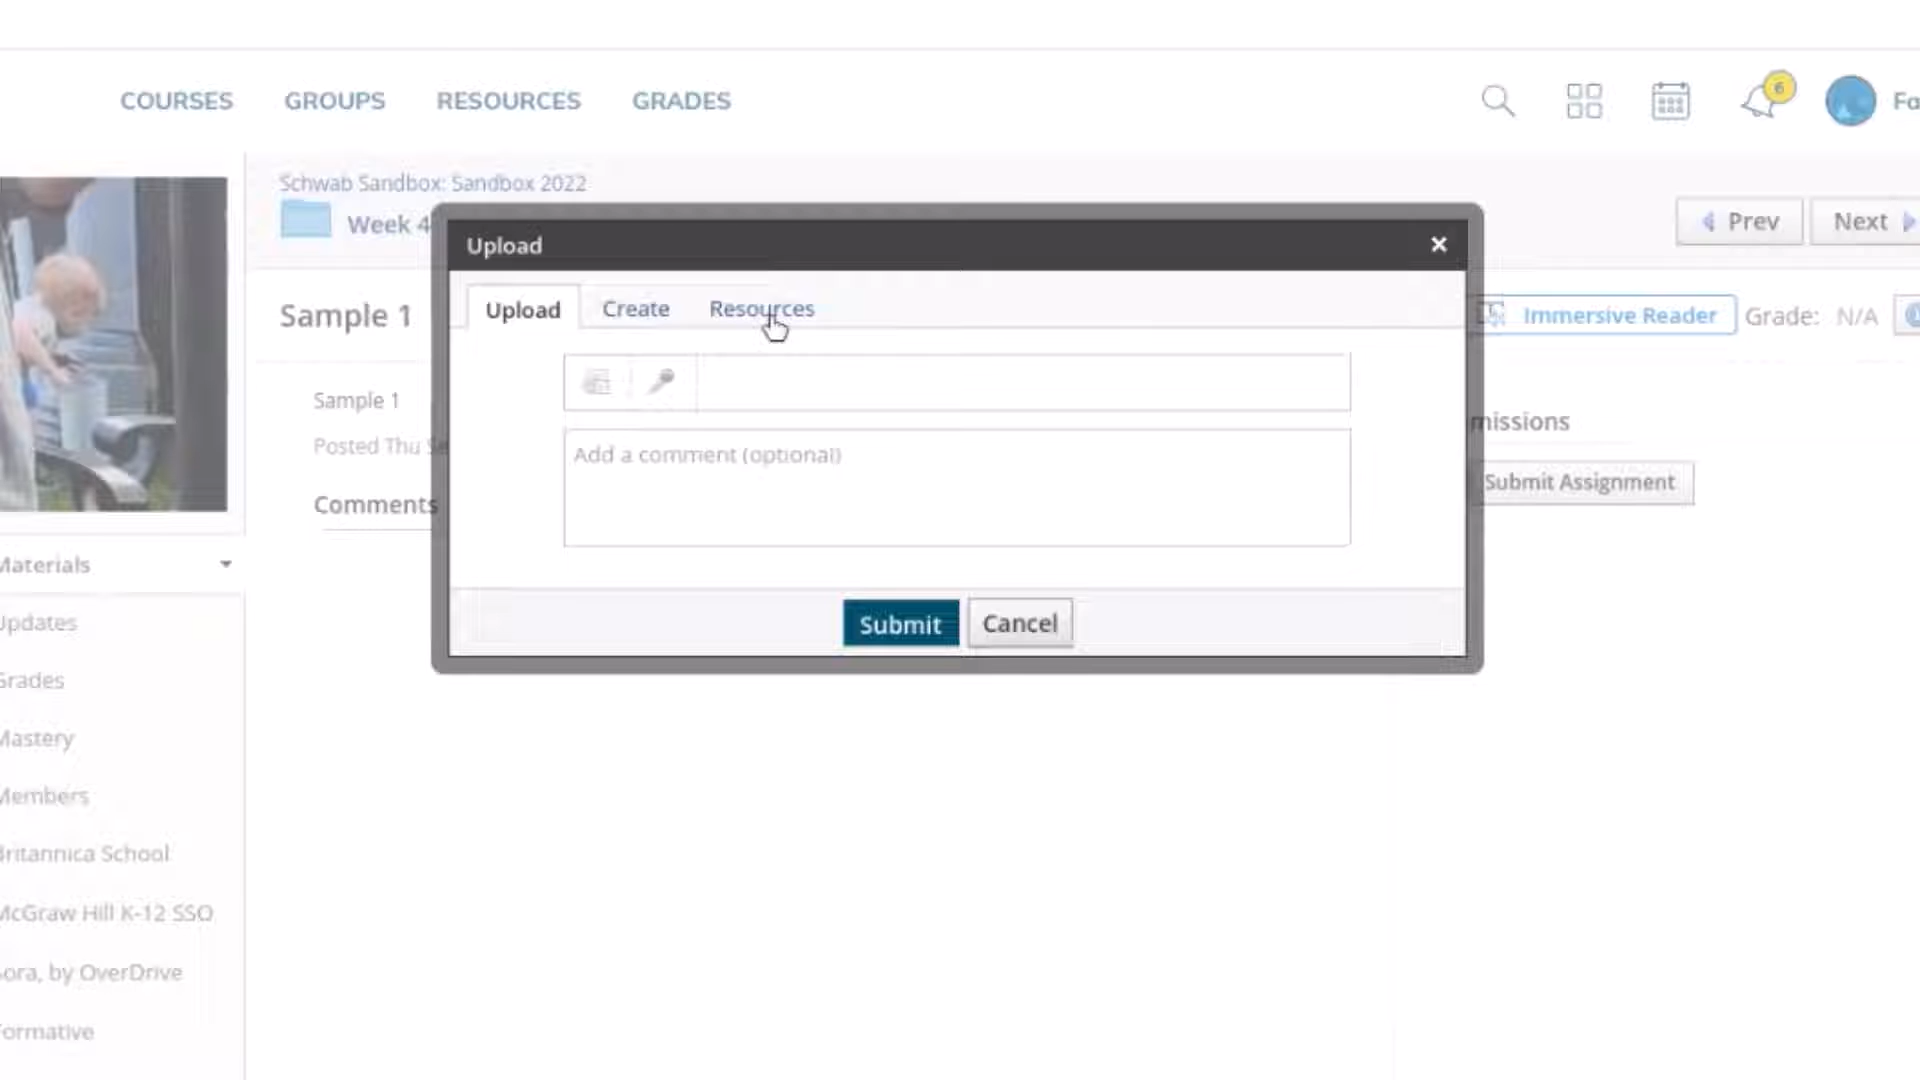 COURSES GROUPS RESOURCES GRADES
6
Schwab Sandbox: Sandbox 2022
Week 4
Prev
Next
Upload
Upload Create Resources
Sample 1
Immersive Reader
Grade: N/A
Sample 1
Posted Thu
Add a comment (optional)
missions
Comments
Submit Assignment
Materials
Submit
Cancel
Updates
Grades
Mastery
Members
Britannica School
McGraw Hill K-12 SSO
Sora, by OverDrive
Formative